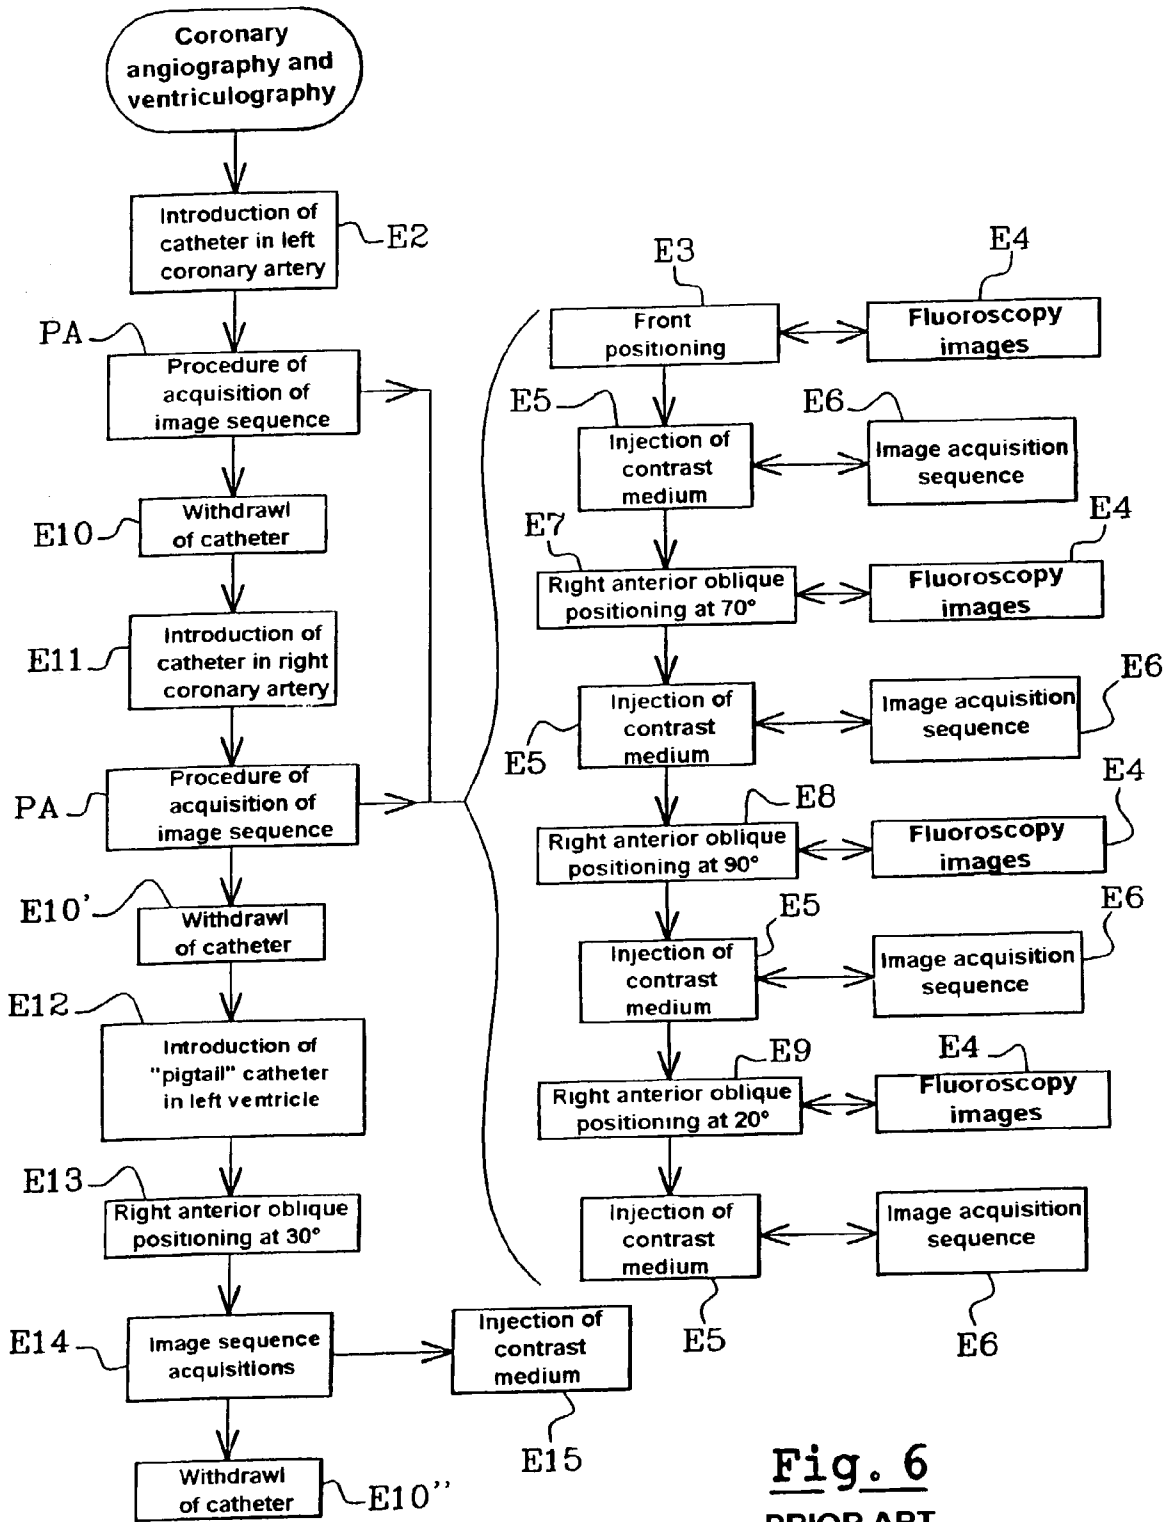 Coronary
angiography and
ventriculography
Introduction of
catheter in left
coronary artery
E2
PA
Procedure of
acquisition of
image sequence
E10
Withdrawl
of catheter
E11
Introduction of
catheter in right
coronary artery
PA
Procedure of
acquisition of
image sequence
E10'
Withdrawl
of catheter
E12
Introduction of
"pigtail" catheter
in left ventricle
E13
Right anterior oblique
positioning at 30°
E14
Image sequence
acquisitions
Injection of
contrast
medium
E15
Withdrawl
of catheter
E10''
E3
Front
positioning
E4
Fluoroscopy
images
E5
Injection of
contrast
medium
E6
Image acquisition
sequence
E7
Right anterior oblique
positioning at 70°
E4
Fluoroscopy
images
E5
Injection of
contrast
medium
E6
Image acquisition
sequence
E8
Right anterior oblique
positioning at 90°
E4
Fluoroscopy
images
E5
Injection of
contrast
medium
E6
Image acquisition
sequence
E9
Right anterior oblique
positioning at 20°
E4
Fluoroscopy
images
Injection of
contrast
medium
E5
Image acquisition
sequence
E6
Fig. 6
PRIOR ART